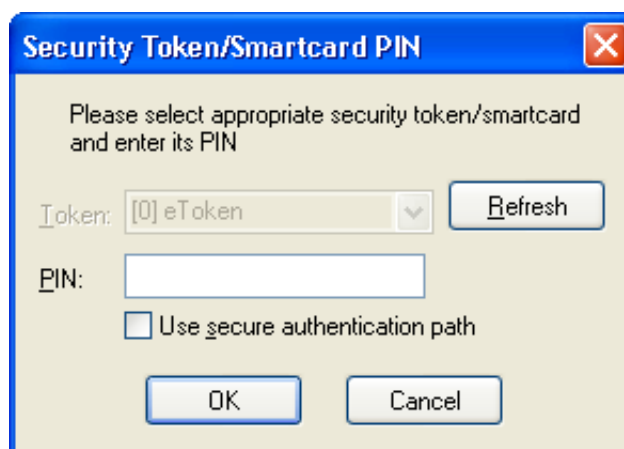 Security Token/Smartcard PIN
Please select appropriate security token/smartcard
and enter its PIN
Token: [0] eToken Refresh
PIN:
Use secure authentication path
OK Cancel